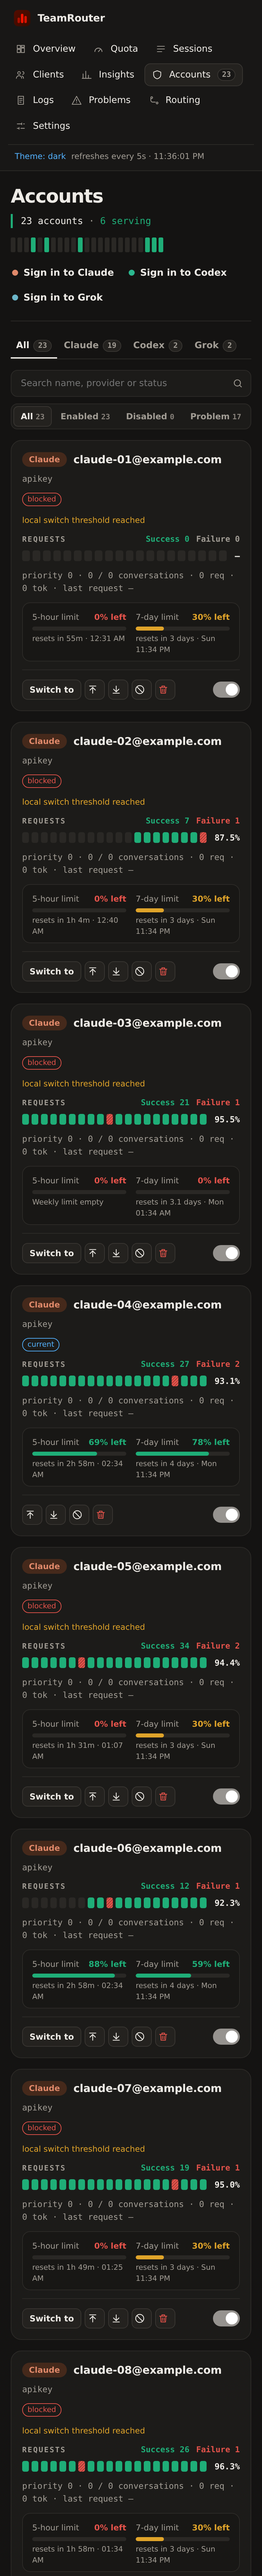 TeamRouter
Overview Quota Sessions
Clients Insights Accounts 23
Logs Problems Routing
Settings
Theme: dark refreshes every 5s · 11:36:01 PM
Accounts
23 accounts · 6 serving
Sign in to Claude Sign in to Codex
Sign in to Grok
All 23 Claude 19 Codex 2 Grok 2
Search name, provider or status
All 23 Enabled 23 Disabled 0 Problem 17
Claude claude-01@example.com
apikey
blocked
local switch threshold reached
REQUESTS Success 0 Failure 0
—
priority 0 · 0 / 0 conversations · 0 req ·
0 tok · last request —
5-hour limit 0% left 7-day limit 30% left
resets in 55m · 12:31 AM resets in 3 days · Sun
11:34 PM
Switch to
Claude claude-02@example.com
apikey
blocked
local switch threshold reached
REQUESTS Success 7 Failure 1
87.5%
priority 0 · 0 / 0 conversations · 0 req ·
0 tok · last request —
5-hour limit 0% left 7-day limit 30% left
resets in 1h 4m · 12:40 resets in 3 days · Sun
AM 11:34 PM
Switch to
Claude claude-03@example.com
apikey
blocked
local switch threshold reached
REQUESTS Success 21 Failure 1
95.5%
priority 0 · 0 / 0 conversations · 0 req ·
0 tok · last request —
5-hour limit 0% left 7-day limit 0% left
Weekly limit empty resets in 3.1 days · Mon
01:34 AM
Switch to
Claude claude-04@example.com
apikey
current
REQUESTS Success 27 Failure 2
93.1%
priority 0 · 0 / 0 conversations · 0 req ·
0 tok · last request —
5-hour limit 69% left 7-day limit 78% left
resets in 2h 58m · 02:34 resets in 4 days · Mon
AM 11:34 PM
Claude claude-05@example.com
apikey
blocked
local switch threshold reached
REQUESTS Success 34 Failure 2
94.4%
priority 0 · 0 / 0 conversations · 0 req ·
0 tok · last request —
5-hour limit 0% left 7-day limit 30% left
resets in 1h 31m · 01:07 resets in 3 days · Sun
AM 11:34 PM
Switch to
Claude claude-06@example.com
apikey
REQUESTS Success 12 Failure 1
92.3%
priority 0 · 0 / 0 conversations · 0 req ·
0 tok · last request —
5-hour limit 88% left 7-day limit 59% left
resets in 2h 58m · 02:34 resets in 4 days · Mon
AM 11:34 PM
Switch to
Claude claude-07@example.com
apikey
blocked
local switch threshold reached
REQUESTS Success 19 Failure 1
95.0%
priority 0 · 0 / 0 conversations · 0 req ·
0 tok · last request —
5-hour limit 0% left 7-day limit 30% left
resets in 1h 49m · 01:25 resets in 3 days · Sun
AM 11:34 PM
Switch to
Claude claude-08@example.com
apikey
blocked
local switch threshold reached
REQUESTS Success 26 Failure 1
96.3%
priority 0 · 0 / 0 conversations · 0 req ·
0 tok · last request —
5-hour limit 0% left 7-day limit 30% left
resets in 1h 58m · 01:34 resets in 3 days · Sun
AM 11:34 PM